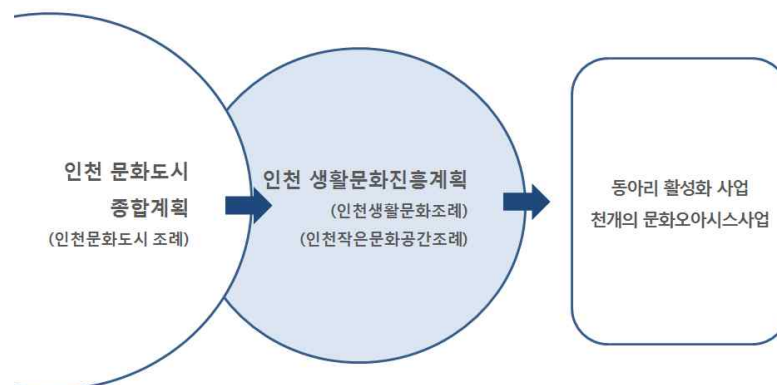 인천 문화도시
종합계획
(인천문화도시 조례)
인천 생활문화진흥계획
(인천생활문화조례)
(인천작은문화공간조례)
동아리 활성화 사업
천개의 문화오아시스사업